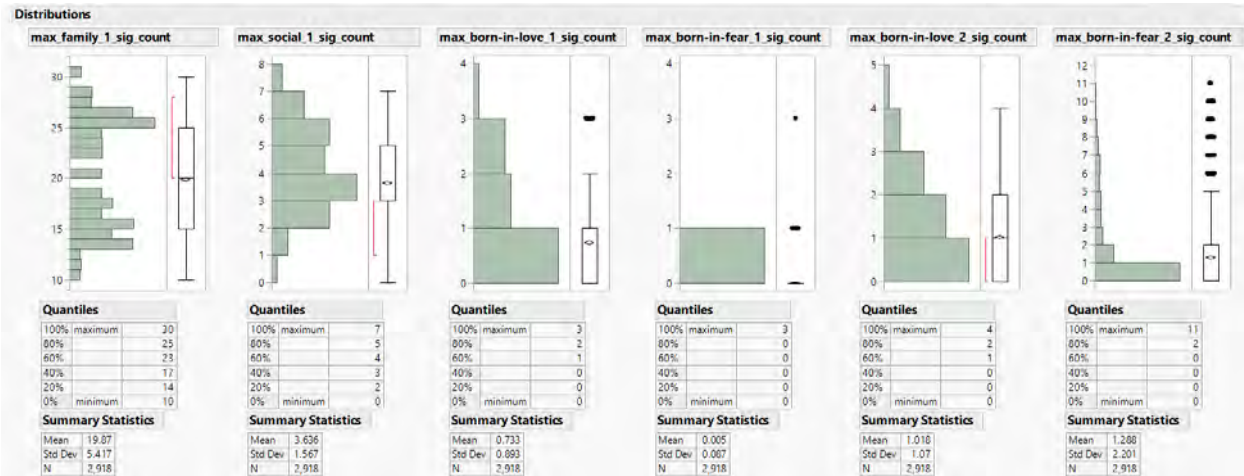 Distributions
max_family_1_sig_count
30
25
20
15
10
Quantiles
100% maximum 30
80% 25
60% 23
40% 17
20% 14
0% minimum 10
Summary Statistics
Mean 19.87
Std Dev 5.417
N 2,918
max_social_1_sig_count
8
7
6
5
4
3
2
1
0
Quantiles
100% maximum 7
80% 5
60% 4
40% 3
20% 2
0% minimum 0
Summary Statistics
Mean 3.636
Std Dev 1.567
N 2,918
max_born-in-love_1_sig_count
4
3
2
1
0
Quantiles
100% maximum 3
80% 2
60% 1
40% 0
20% 0
0% minimum 0
Summary Statistics
Mean 0.733
Std Dev 0.893
N 2,918
max_born-in-fear_1_sig_count
4
3
2
1
0
Quantiles
100% maximum 3
80% 0
60% 0
40% 0
20% 0
0% minimum 0
Summary Statistics
Mean 0.005
Std Dev 0.087
N 2,918
max_born-in-love_2_sig_count
5
4
3
2
1
0
Quantiles
100% maximum 4
80% 2
60% 1
40% 0
20% 0
0% minimum 0
Summary Statistics
Mean 1.018
Std Dev 1.07
N 2,918
max_born-in-fear_2_sig_count
12
11
10
9
8
7
6
5
4
3
2
1
0
Quantiles
100% maximum 11
80% 2
60% 0
40% 0
20% 0
0% minimum 0
Summary Statistics
Mean 1.288
Std Dev 2.201
N 2,918